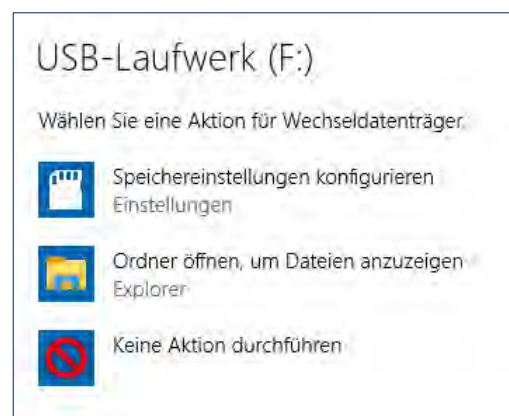 USB-Laufwerk (F:)
Wählen Sie eine Aktion für Wechseldatenträger.
Speichereinstellungen konfigurieren
Einstellungen
Ordner öffnen, um Dateien anzuzeigen
Explorer
Keine Aktion durchführen